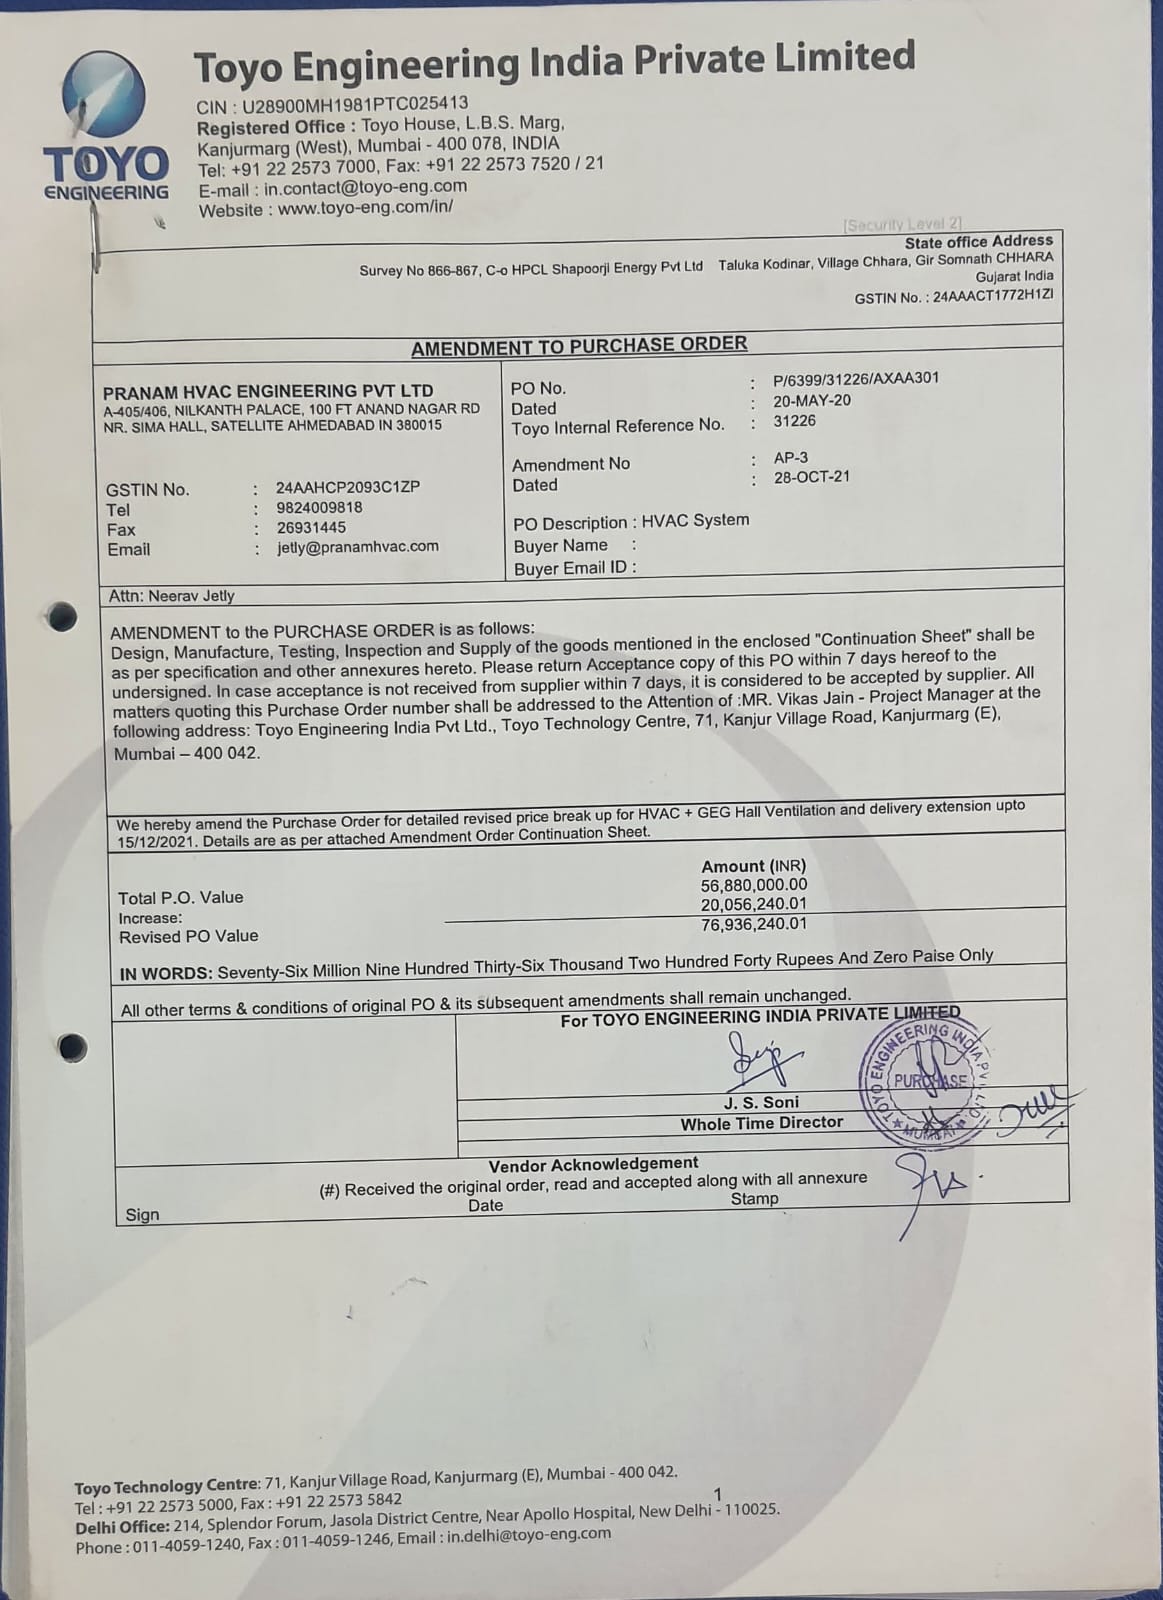 Toyo Engineering India Private Limited
CIN : U28900MH1981PTC025413
Registered Office : Toyo House, L.B.S. Marg,
Kanjurmarg (West), Mumbai - 400 078, INDIA
Tel: +91 22 2573 7000, Fax: +91 22 2573 7520 / 21
E-mail : in.contact@toyo-eng.com
Website : www.toyo-eng.com/in/
TOYO
ENGINEERING
[Security Level 2]
State office Address
Survey No 866-867, C-o HPCL Shapoorji Energy Pvt Ltd Taluka Kodinar, Village Chhara, Gir Somnath CHHARA
Gujarat India
GSTIN No. : 24AAACT1772H1ZI
AMENDMENT TO PURCHASE ORDER
PRANAM HVAC ENGINEERING PVT LTD
A-405/406, NILKANTH PALACE, 100 FT ANAND NAGAR RD
NR. SIMA HALL, SATELLITE AHMEDABAD IN 380015
GSTIN No. : 24AAHCP2093C1ZP
Tel : 9824009818
Fax : 26931445
Email : jetly@pranamhvac.com
PO No. : P/6399/31226/AXAA301
Dated : 20-MAY-20
Toyo Internal Reference No. : 31226
Amendment No : AP-3
Dated : 28-OCT-21
PO Description : HVAC System
Buyer Name :
Buyer Email ID :
Attn: Neerav Jetly
AMENDMENT to the PURCHASE ORDER is as follows:
Design, Manufacture, Testing, Inspection and Supply of the goods mentioned in the enclosed "Continuation Sheet" shall be
as per specification and other annexures hereto. Please return Acceptance copy of this PO within 7 days hereof to the
undersigned. In case acceptance is not received from supplier within 7 days, it is considered to be accepted by supplier. All
matters quoting this Purchase Order number shall be addressed to the Attention of :MR. Vikas Jain - Project Manager at the
following address: Toyo Engineering India Pvt Ltd., Toyo Technology Centre, 71, Kanjur Village Road, Kanjurmarg (E),
Mumbai – 400 042.
We hereby amend the Purchase Order for detailed revised price break up for HVAC + GEG Hall Ventilation and delivery extension upto
15/12/2021. Details are as per attached Amendment Order Continuation Sheet.
Amount (INR)
Total P.O. Value 56,880,000.00
Increase: 20,056,240.01
Revised PO Value 76,936,240.01
IN WORDS: Seventy-Six Million Nine Hundred Thirty-Six Thousand Two Hundred Forty Rupees And Zero Paise Only
All other terms & conditions of original PO & its subsequent amendments shall remain unchanged.
For TOYO ENGINEERING INDIA PRIVATE LIMITED
TOYO ENGINEERING INDIA PVT. LTD.
PURCHASE
MUMBAI
J. S. Soni
Whole Time Director
Vendor Acknowledgement
(#) Received the original order, read and accepted along with all annexure
Sign Date Stamp
Toyo Technology Centre: 71, Kanjur Village Road, Kanjurmarg (E), Mumbai - 400 042.
Tel : +91 22 2573 5000, Fax : +91 22 2573 5842
1
Delhi Office: 214, Splendor Forum, Jasola District Centre, Near Apollo Hospital, New Delhi - 110025.
Phone : 011-4059-1240, Fax : 011-4059-1246, Email : in.delhi@toyo-eng.com